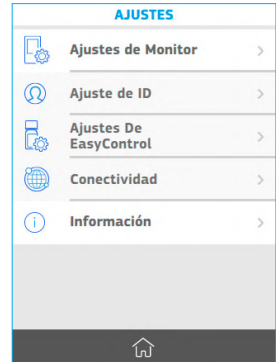 AJUSTES
Ajustes de Monitor
Ajuste de ID
Ajustes De
EasyControl
Conectividad
Información